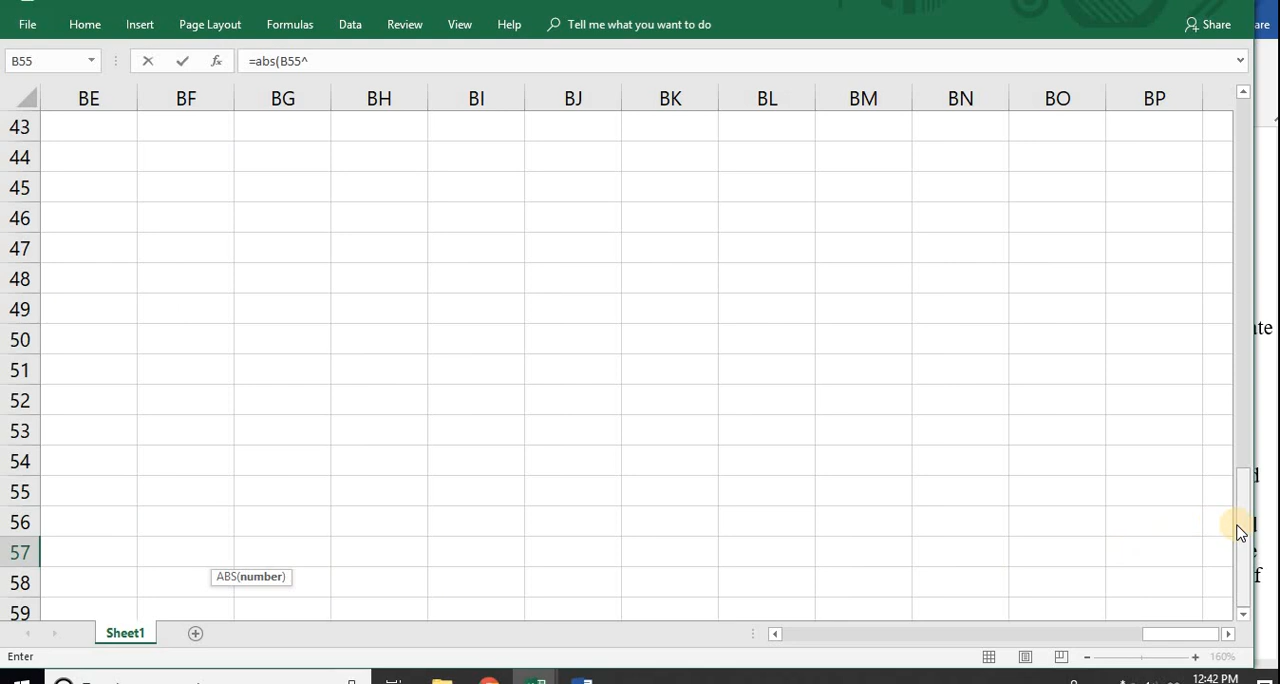 File Home Insert Page Layout Formulas Data Review View Help Tell me what you want to do Share are
B55 fx =abs(B55^
BE BF BG BH BI BJ BK BL BM BN BO BP
43
44
45
46
47
48
49
50
51
52
53
54
55
56
57
58
59
ABS(number)
Sheet1
Enter 160%
12:42 PM